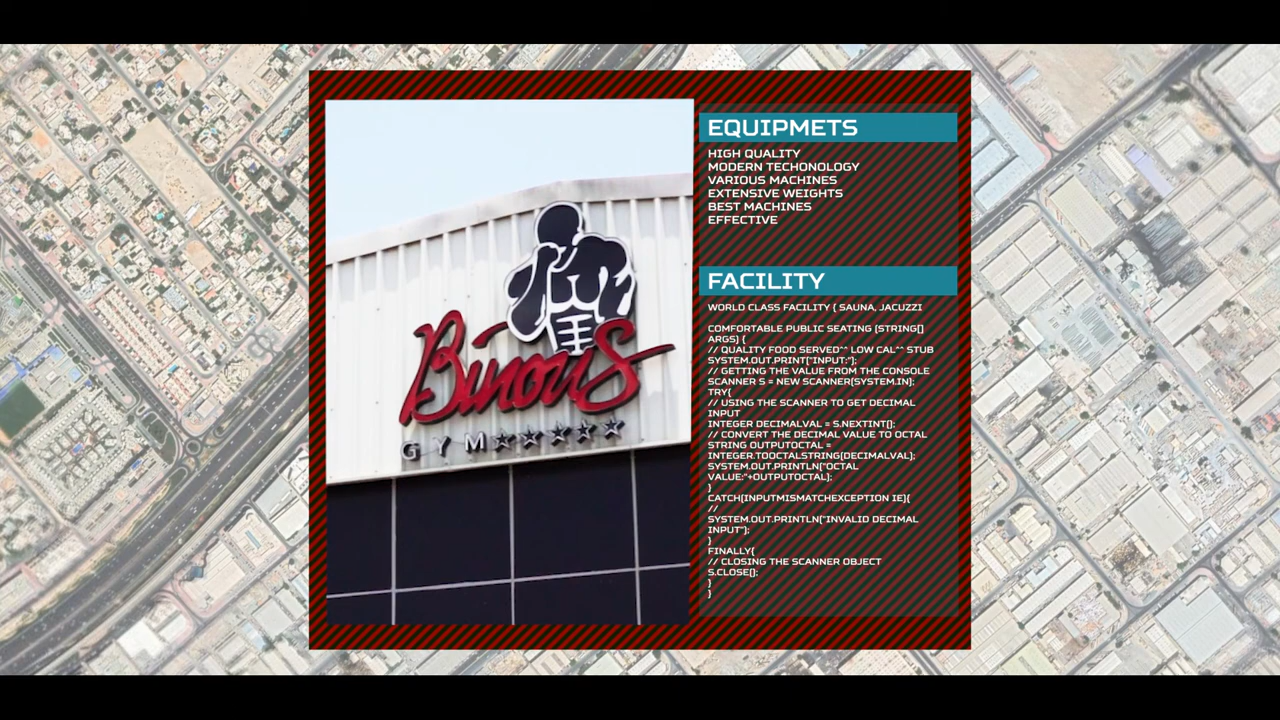 Binous
GYM
EQUIPMETS
HIGH QUALITY
MODERN TECHONOLOGY
VARIOUS MACHINES
EXTENSIVE WEIGHTS
BEST MACHINES
EFFECTIVE
FACILITY
WORLD CLASS FACILITY { SAUNA, JACUZZI
COMFORTABLE PUBLIC SEATING (STRING[]
ARGS) {
// QUALITY FOOD SERVED^^ LOW CAL^^ STUB
SYSTEM.OUT.PRINT("INPUT:");
// GETTING THE VALUE FROM THE CONSOLE
SCANNER S = NEW SCANNER(SYSTEM.IN);
TRY{
// USING THE SCANNER TO GET DECIMAL
INPUT
INTEGER DECIMALVAL = S.NEXTINT();
// CONVERT THE DECIMAL VALUE TO OCTAL
STRING OUTPUTOCTAL =
INTEGER.TOOCTALSTRING(DECIMALVAL);
SYSTEM.OUT.PRINTLN("OCTAL
VALUE:"+OUTPUTOCTAL);
}
CATCH(INPUTMISMATCHEXCEPTION IE){
//
SYSTEM.OUT.PRINTLN("INVALID DECIMAL
INPUT");
}
FINALLY{
// CLOSING THE SCANNER OBJECT
S.CLOSE();
}
}